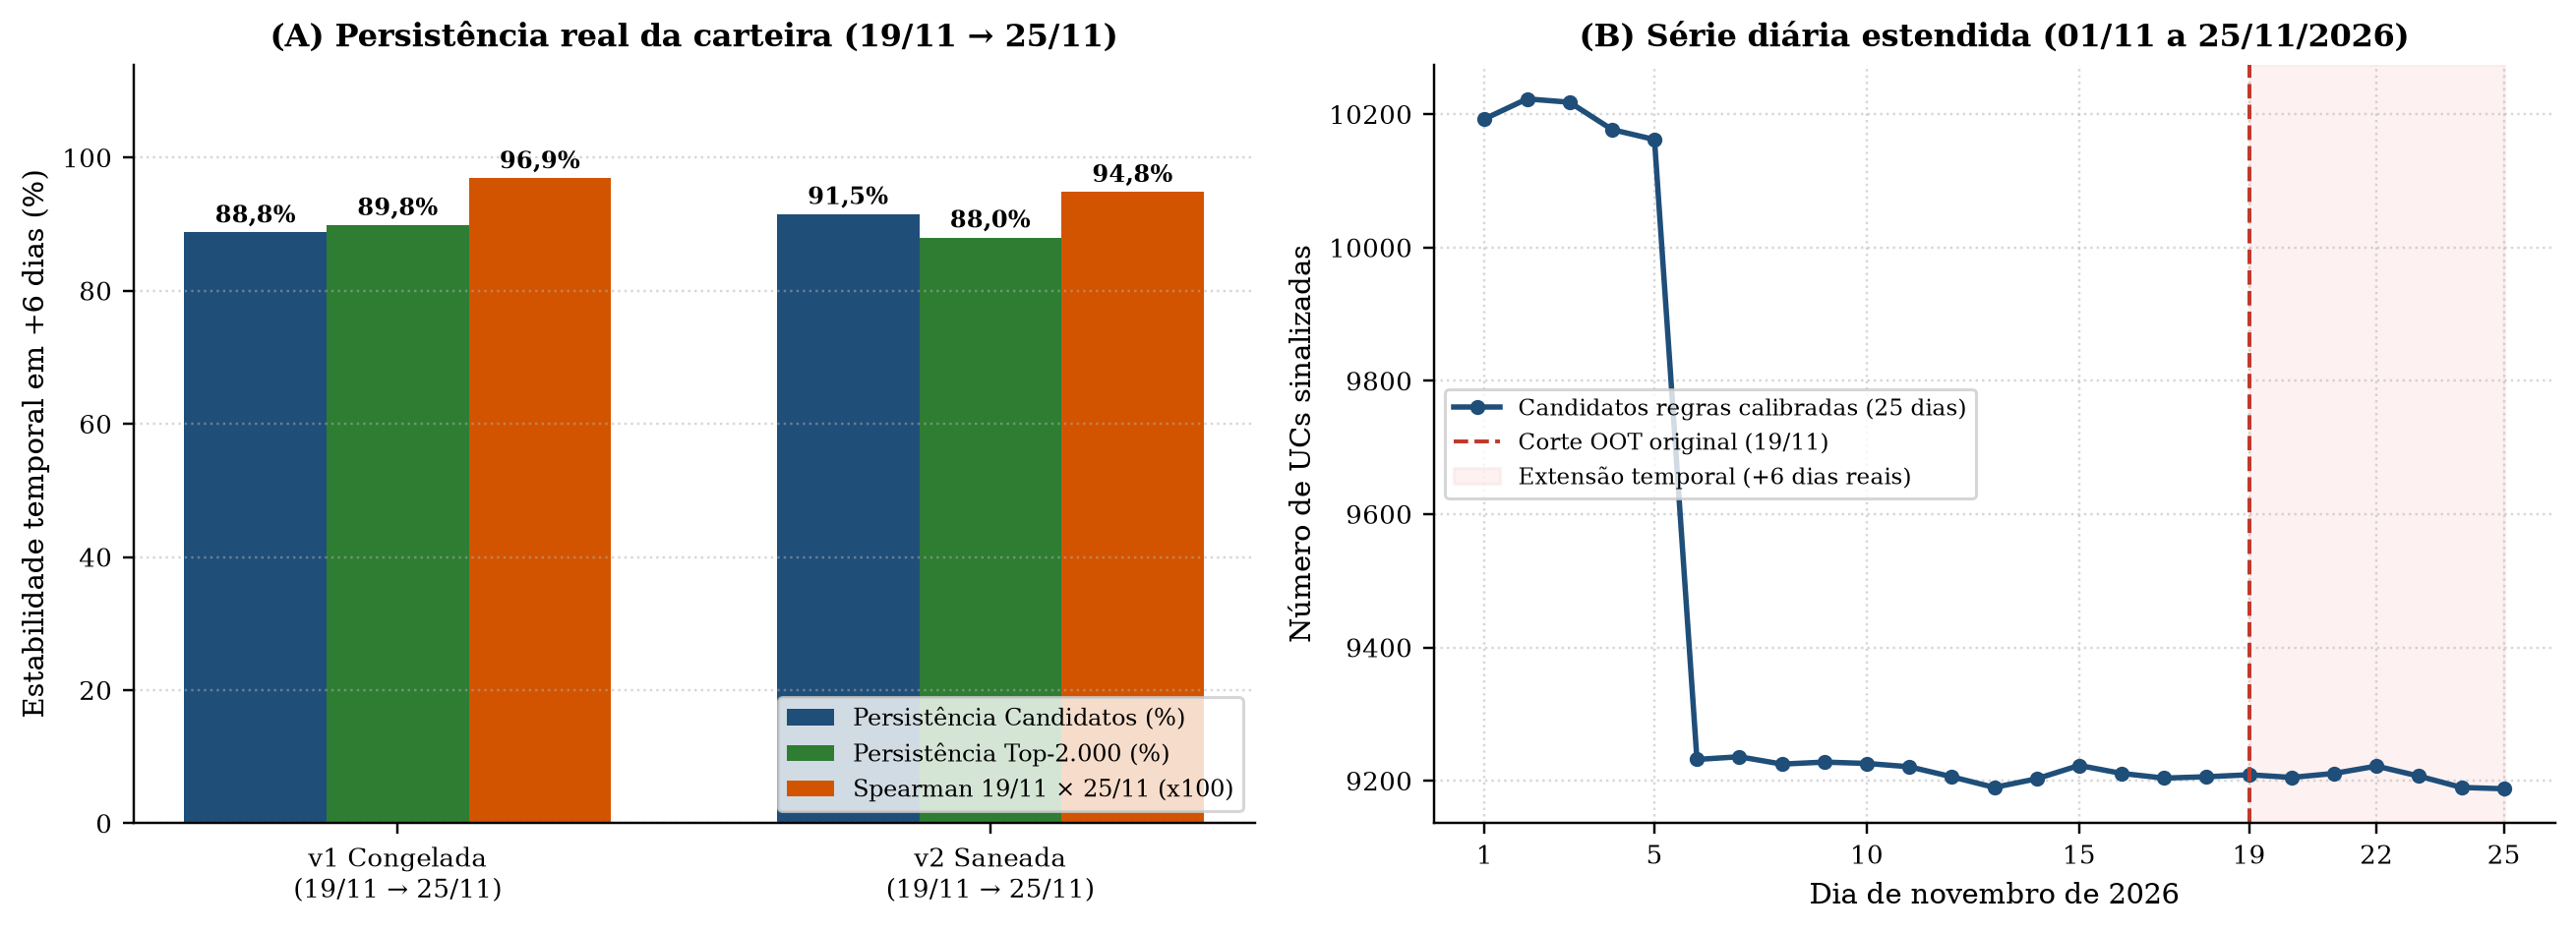 (A) Persistência real da carteira (19/11 → 25/11)
Estabilidade temporal em +6 dias (%)
100
80
60
40
20
0
88,8%
89,8%
96,9%
91,5%
88,0%
94,8%
Persistência Candidatos (%)
Persistência Top-2.000 (%)
Spearman 19/11 × 25/11 (x100)
v1 Congelada
(19/11 → 25/11)
v2 Saneada
(19/11 → 25/11)
(B) Série diária estendida (01/11 a 25/11/2026)
Número de UCs sinalizadas
10200
10000
9800
9600
9400
9200
Candidatos regras calibradas (25 dias)
Corte OOT original (19/11)
Extensão temporal (+6 dias reais)
1
5
10
15
19
22
25
Dia de novembro de 2026